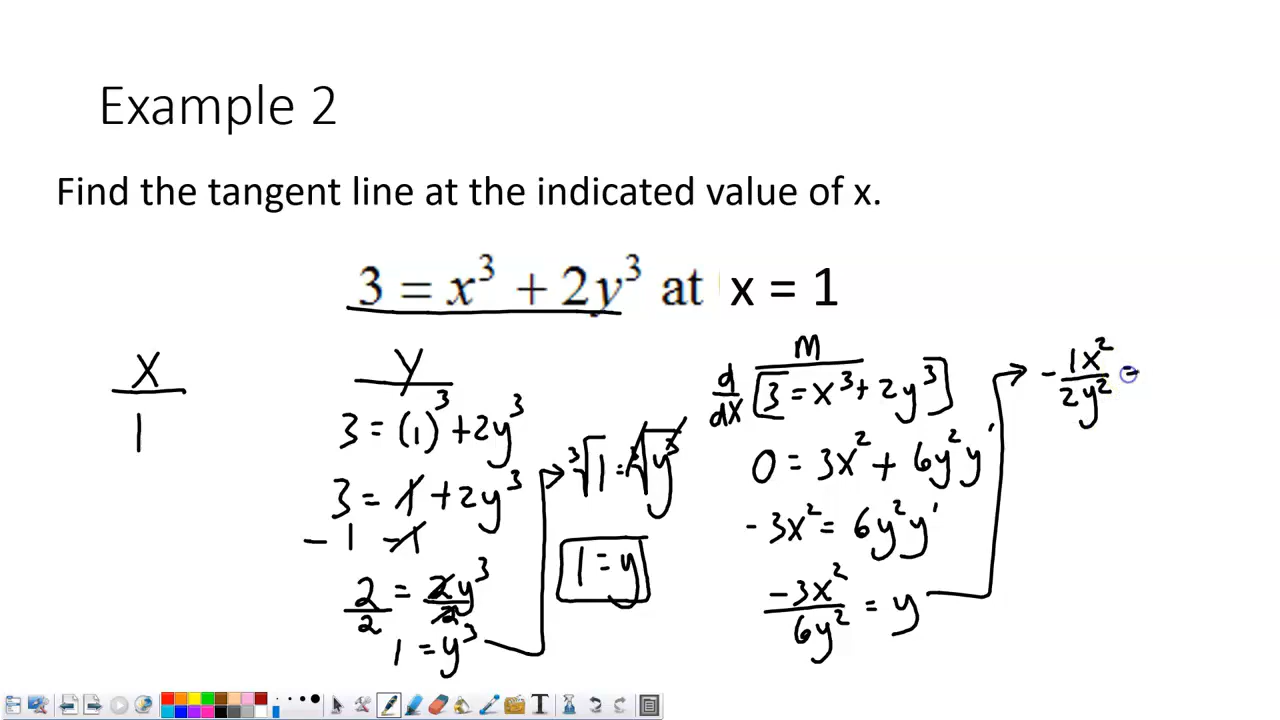 Example 2
Find the tangent line at the indicated value of x.
3 = x³ + 2y³ at x = 1
x
1
y
3 = (1)³ + 2y³
3 = 1 + 2y³
- 1 - 1
2/2 = 2y³/2
1 = y³
∛1 = ∛y³
1 = y
m
d/dx [3 = x³ + 2y³]
0 = 3x² + 6y²y'
- 3x² = 6y²y'
-3x²/6y² = y
- 1x²/2y² =
T